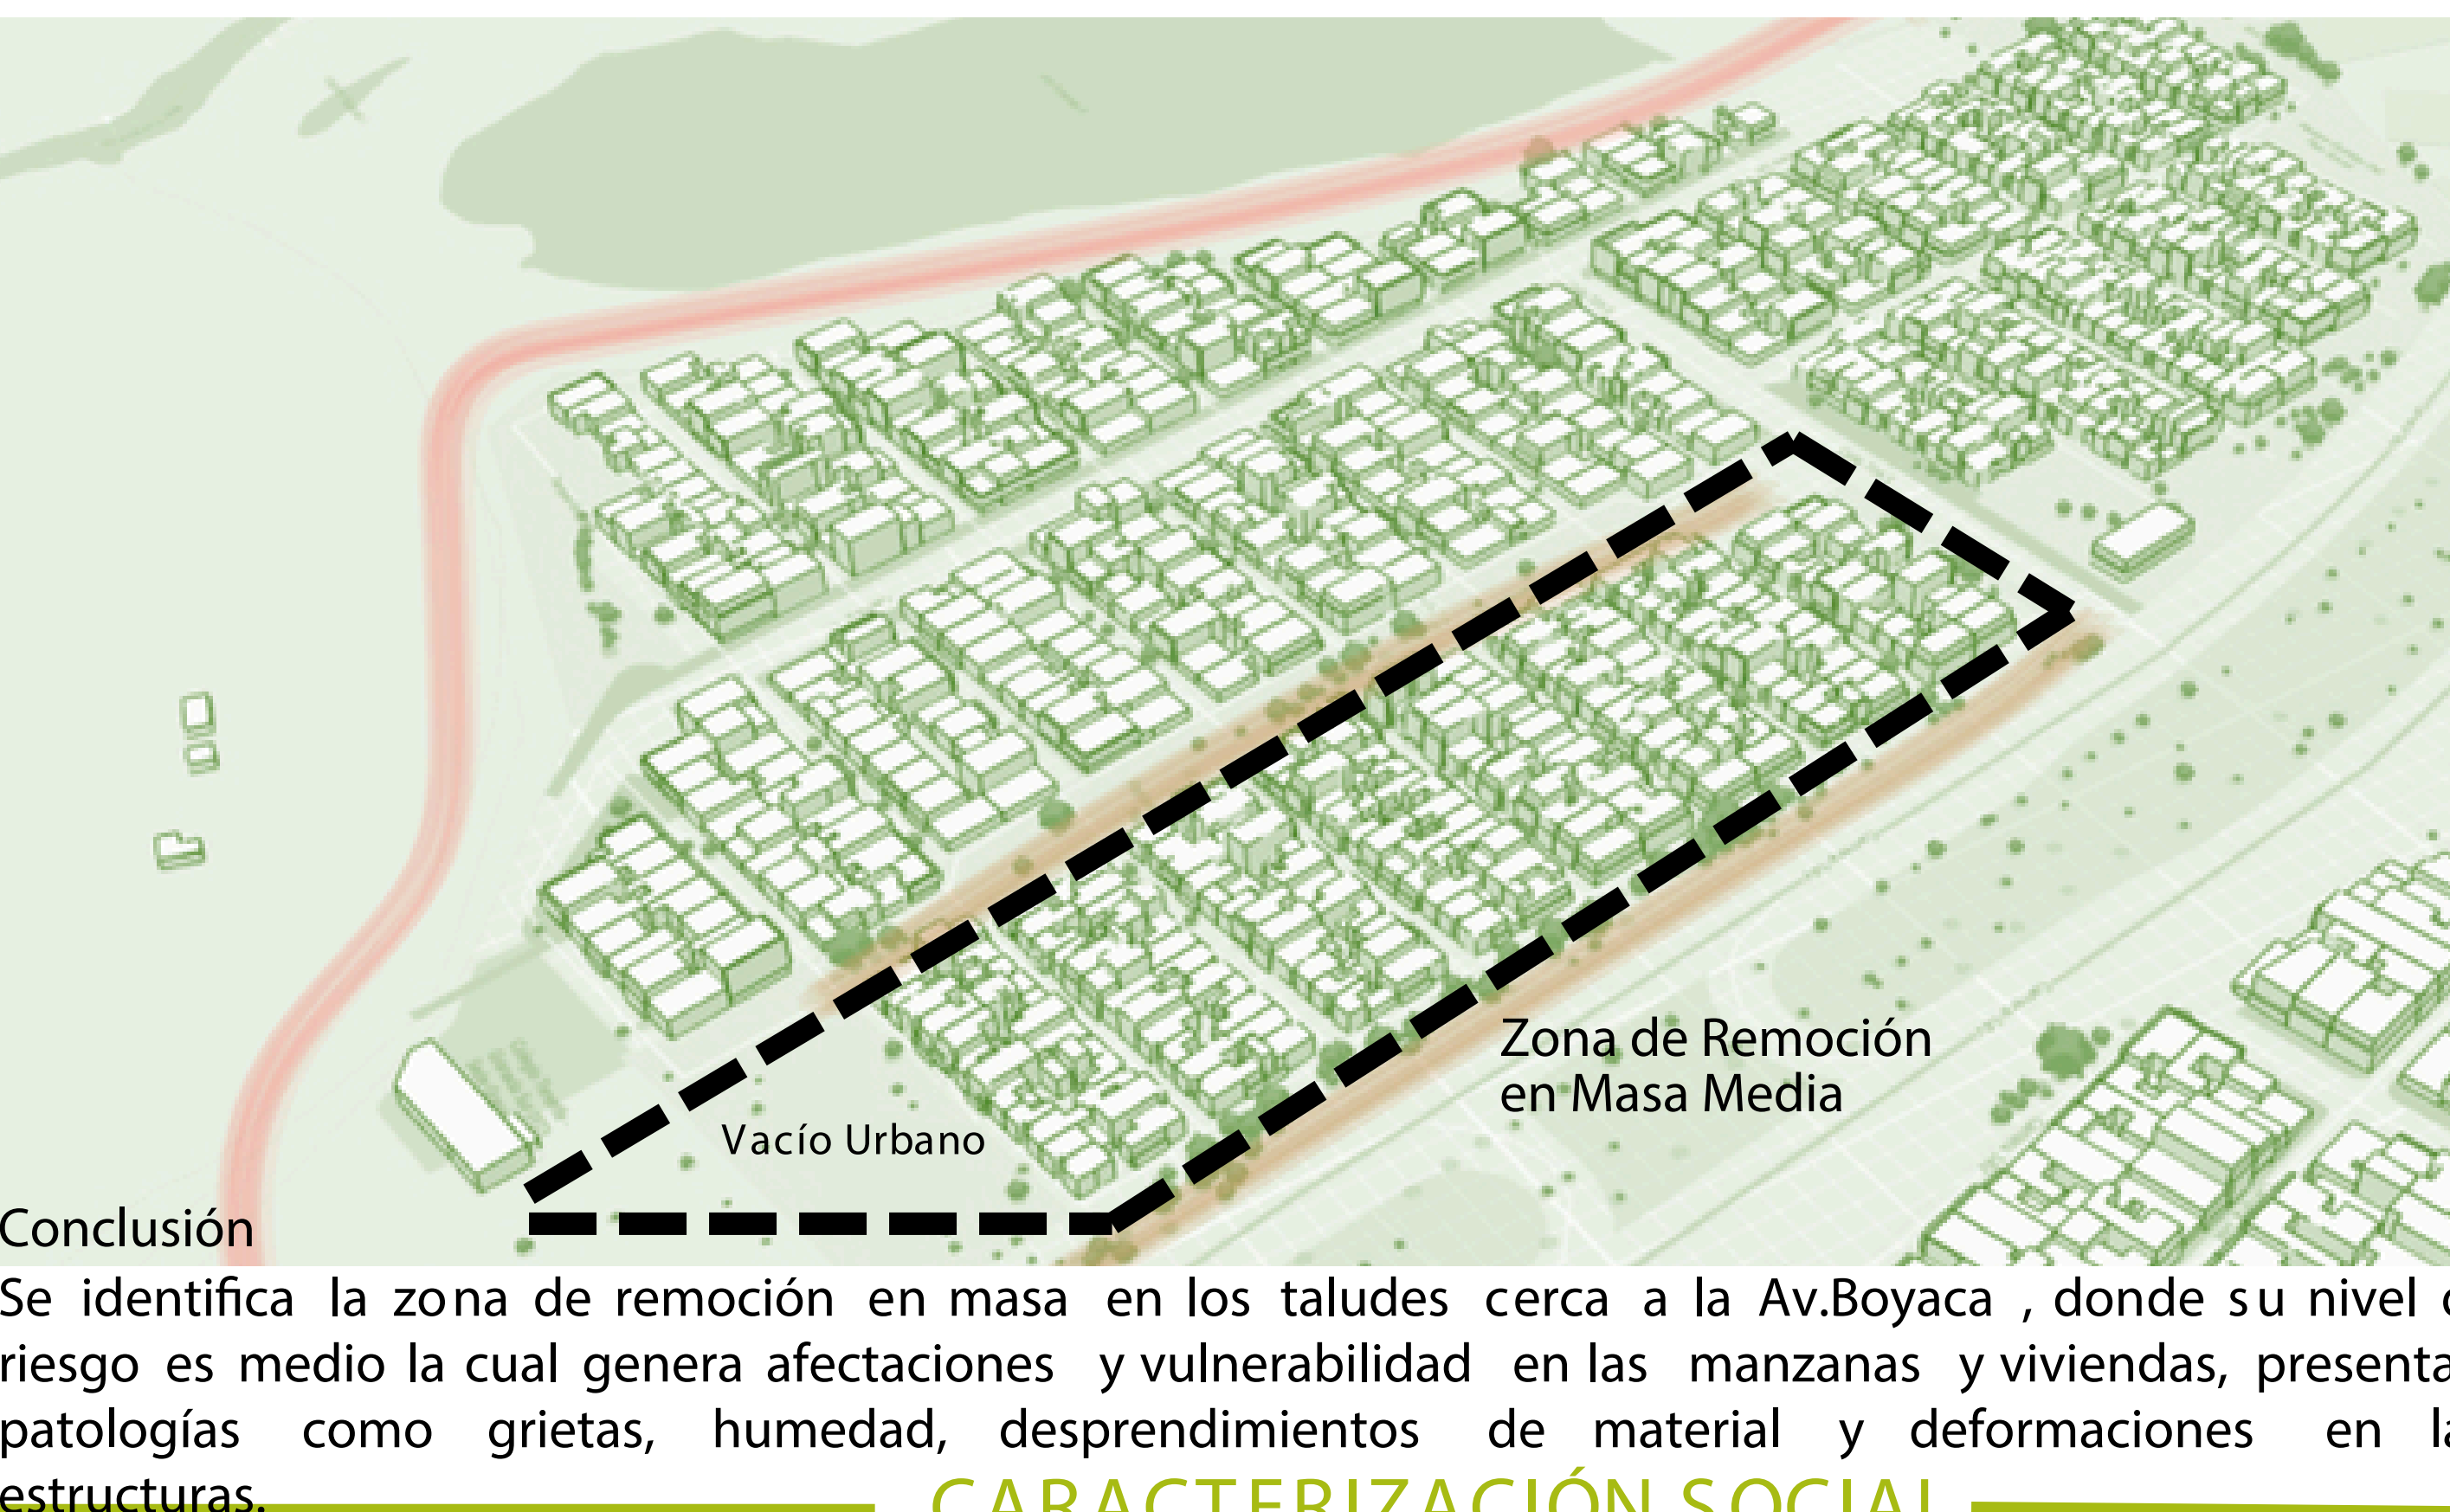 Zona de Remoción
en Masa Media
Vacío Urbano
Conclusión
Se identifica la zona de remoción en masa en los taludes cerca a la Av.Boyaca , donde su nivel
riesgo es medio la cual genera afectaciones y vulnerabilidad en las manzanas y viviendas,
patologías como grietas, humedad, desprendimientos de material y deformaciones en
estructuras.
CARACTERIZACIÓN SOCIAL